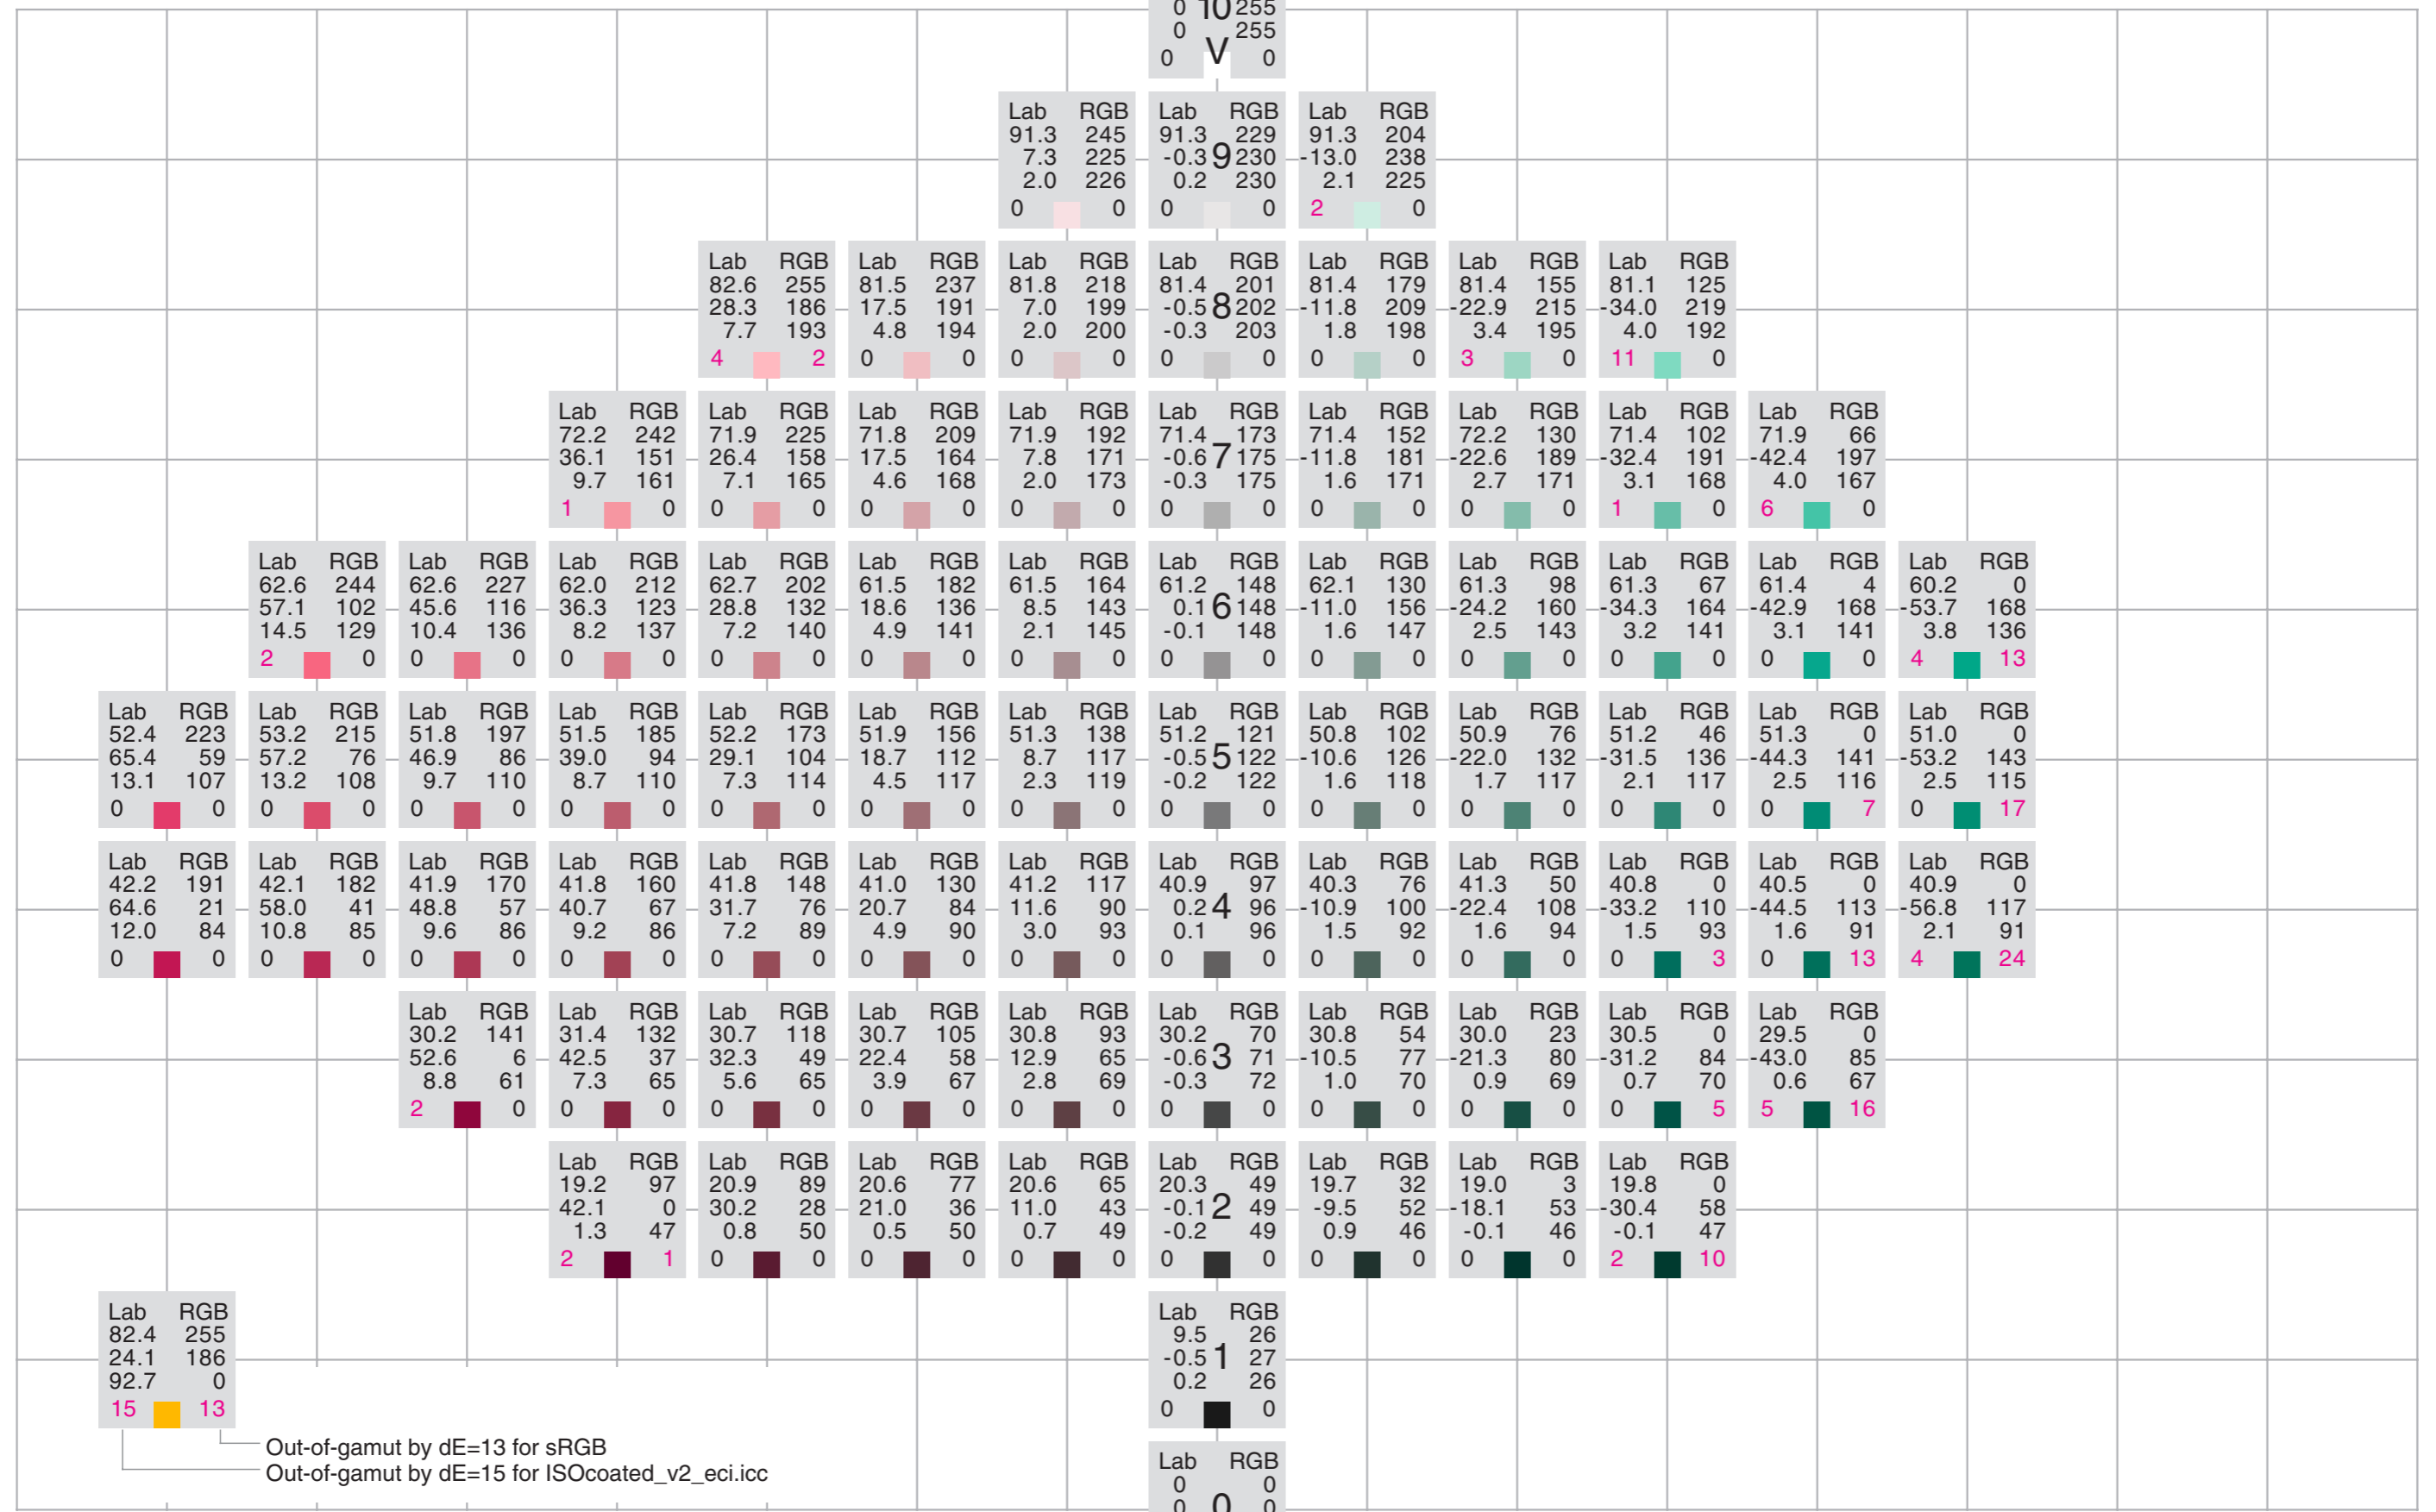 0 10 255
0 255
V
0 0
Lab RGB Lab RGB Lab RGB
91.3 245 91.3 229 91.3 204
7.3 225 -0.3 9 230 -13.0 238
2.0 226 0.2 230 2.1 225
0 0 0 0 2 0
Lab RGB Lab RGB Lab RGB Lab RGB Lab RGB Lab RGB Lab RGB
82.6 255 81.5 237 81.8 218 81.4 201 81.4 179 81.4 155 81.1 125
28.3 186 17.5 191 7.0 199 -0.5 8 202 -11.8 209 -22.9 215 -34.0 219
7.7 193 4.8 194 2.0 200 -0.3 203 1.8 198 3.4 195 4.0 192
4 2 0 0 0 0 0 0 0 0 3 0 11 0
Lab RGB Lab RGB Lab RGB Lab RGB Lab RGB Lab RGB Lab RGB Lab RGB Lab RGB
72.2 242 71.9 225 71.8 209 71.9 192 71.4 173 71.4 152 72.2 130 71.4 102 71.9 66
36.1 151 26.4 158 17.5 164 7.8 171 -0.6 7 175 -11.8 181 -22.6 189 -32.4 191 -42.4 197
9.7 161 7.1 165 4.6 168 2.0 173 -0.3 175 1.6 171 2.7 171 3.1 168 4.0 167
1 0 0 0 0 0 0 0 0 0 0 0 0 0 1 0 6 0
Lab RGB Lab RGB Lab RGB Lab RGB Lab RGB Lab RGB Lab RGB Lab RGB Lab RGB Lab RGB Lab RGB Lab RGB
62.6 244 62.6 227 62.0 212 62.7 202 61.5 182 61.5 164 61.2 148 62.1 130 61.3 98 61.3 67 61.4 4 60.2 0
57.1 102 45.6 116 36.3 123 28.8 132 18.6 136 8.5 143 0.1 6 148 -11.0 156 -24.2 160 -34.3 164 -42.9 168 -53.7 168
14.5 129 10.4 136 8.2 137 7.2 140 4.9 141 2.1 145 -0.1 148 1.6 147 2.5 143 3.2 141 3.1 141 3.8 136
2 0 0 0 0 0 0 0 0 0 0 0 0 0 0 0 0 0 0 0 0 0 4 13
Lab RGB Lab RGB Lab RGB Lab RGB Lab RGB Lab RGB Lab RGB Lab RGB Lab RGB Lab RGB Lab RGB Lab RGB Lab RGB
52.4 223 53.2 215 51.8 197 51.5 185 52.2 173 51.9 156 51.3 138 51.2 121 50.8 102 50.9 76 51.2 46 51.3 0 51.0 0
65.4 59 57.2 76 46.9 86 39.0 94 29.1 104 18.7 112 8.7 117 -0.5 5 122 -10.6 126 -22.0 132 -31.5 136 -44.3 141 -53.2 143
13.1 107 13.2 108 9.7 110 8.7 110 7.3 114 4.5 117 2.3 119 -0.2 122 1.6 118 1.7 117 2.1 117 2.5 116 2.5 115
0 0 0 0 0 0 0 0 0 0 0 0 0 0 0 0 0 0 0 0 0 0 0 7 0 17
Lab RGB Lab RGB Lab RGB Lab RGB Lab RGB Lab RGB Lab RGB Lab RGB Lab RGB Lab RGB Lab RGB Lab RGB Lab RGB
42.2 191 42.1 182 41.9 170 41.8 160 41.8 148 41.0 130 41.2 117 40.9 97 40.3 76 41.3 50 40.8 0 40.5 0 40.9 0
64.6 21 58.0 41 48.8 57 40.7 67 31.7 76 20.7 84 11.6 90 0.2 4 96 -10.9 100 -22.4 108 -33.2 110 -44.5 113 -56.8 117
12.0 84 10.8 85 9.6 86 9.2 86 7.2 89 4.9 90 3.0 93 0.1 96 1.5 92 1.6 94 1.5 93 1.6 91 2.1 91
0 0 0 0 0 0 0 0 0 0 0 0 0 0 0 0 0 0 0 0 0 3 0 13 4 24
Lab RGB Lab RGB Lab RGB Lab RGB Lab RGB Lab RGB Lab RGB Lab RGB Lab RGB Lab RGB
30.2 141 31.4 132 30.7 118 30.7 105 30.8 93 30.2 70 30.8 54 30.0 23 30.5 0 29.5 0
52.6 6 42.5 37 32.3 49 22.4 58 12.9 65 -0.6 3 71 -10.5 77 -21.3 80 -31.2 84 -43.0 85
8.8 61 7.3 65 5.6 65 3.9 67 2.8 69 -0.3 72 1.0 70 0.9 69 0.7 70 0.6 67
2 0 0 0 0 0 0 0 0 0 0 0 0 0 0 0 0 5 5 16
Lab RGB Lab RGB Lab RGB Lab RGB Lab RGB Lab RGB Lab RGB Lab RGB
19.2 97 20.9 89 20.6 77 20.6 65 20.3 49 19.7 32 19.0 3 19.8 0
42.1 0 30.2 28 21.0 36 11.0 43 -0.1 2 49 -9.5 52 -18.1 53 -30.4 58
1.3 47 0.8 50 0.5 50 0.7 49 -0.2 49 0.9 46 -0.1 46 -0.1 47
2 1 0 0 0 0 0 0 0 0 0 0 0 0 2 10
Lab RGB Lab RGB
82.4 255 9.5 26
24.1 186 -0.5 1 27
92.7 0 0.2 26
15 13 0 0
Out-of-gamut by dE=13 for sRGB
Out-of-gamut by dE=15 for ISOcoated_v2_eci.icc
Lab RGB
0 0
0 0 0